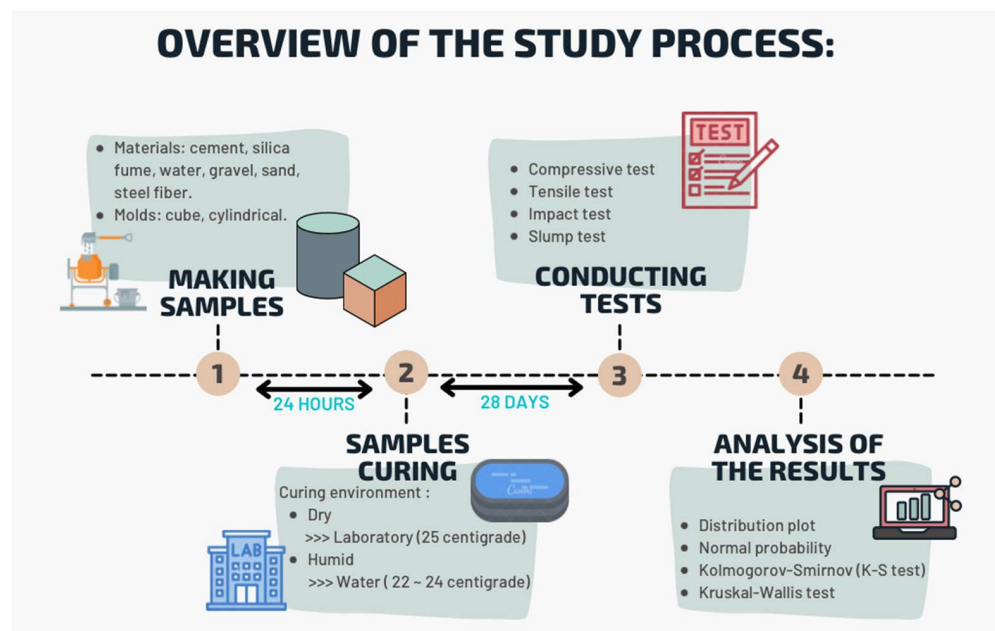 OVERVIEW OF THE STUDY PROCESS:
• Materials: cement, silica
fume, water, gravel, sand,
steel fiber.
• Molds: cube, cylindrical.
MAKING
SAMPLES
TEST
• Compressive test
• Tensile test
• Impact test
• Slump test
CONDUCTING
TESTS
1
2
3
4
24 HOURS
28 DAYS
SAMPLES
CURING
Canva
Curing environment :
• Dry
>>> Laboratory (25 centigrade)
• Humid
>>> Water ( 22 ~ 24 centigrade)
LAB
ANALYSIS OF
THE RESULTS
• Distribution plot
• Normal probability
• Kolmogorov-Smirnov (K-S test)
• Kruskal-Wallis test